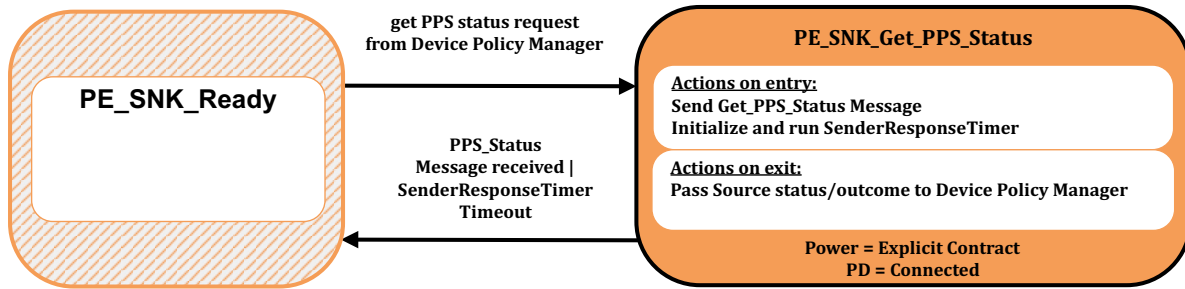 get PPS status request
from Device Policy Manager
PE_SNK_Ready
PPS_Status
Message received |
SenderResponseTimer
Timeout
PE_SNK_Get_PPS_Status
Actions on entry:
Send Get_PPS_Status Message
Initialize and run SenderResponseTimer
Actions on exit:
Pass Source status/outcome to Device Policy Manager
Power = Explicit Contract
PD = Connected